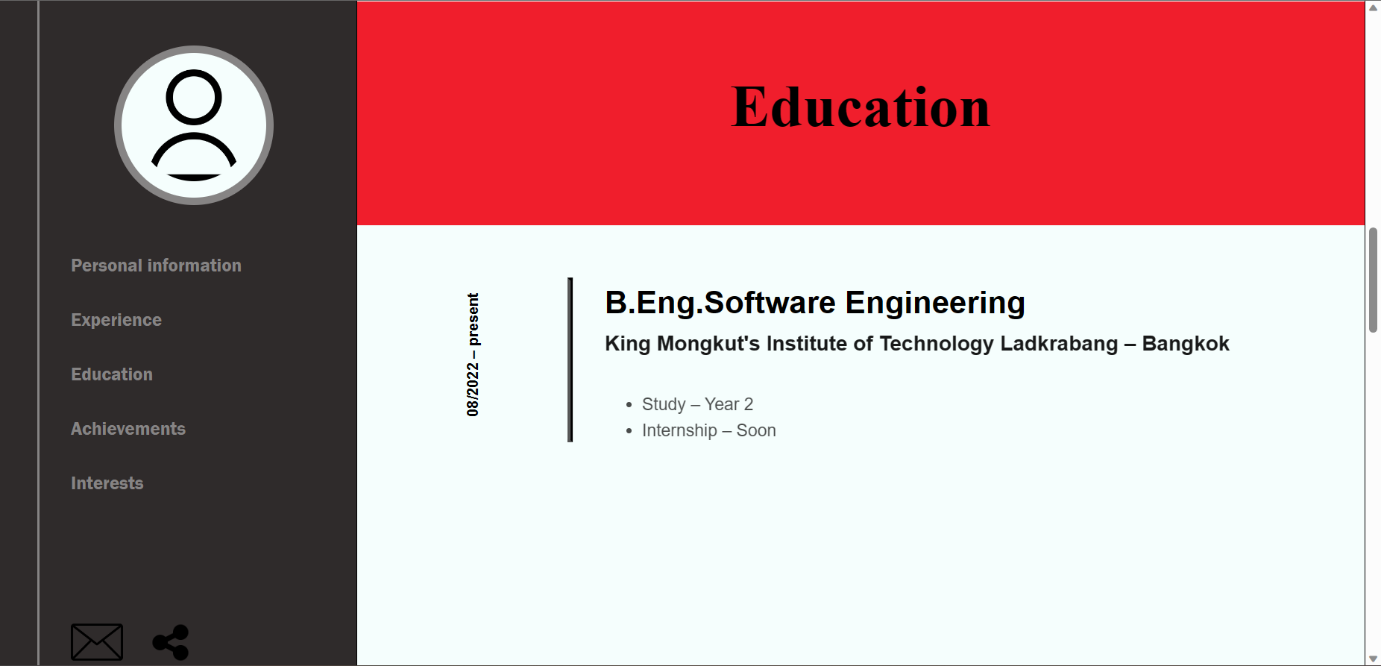 Personal information
Experience
Education
Achievements
Interests
Education
08/2022 – present
B.Eng.Software Engineering
King Mongkut's Institute of Technology Ladkrabang – Bangkok
• Study – Year 2
• Internship – Soon